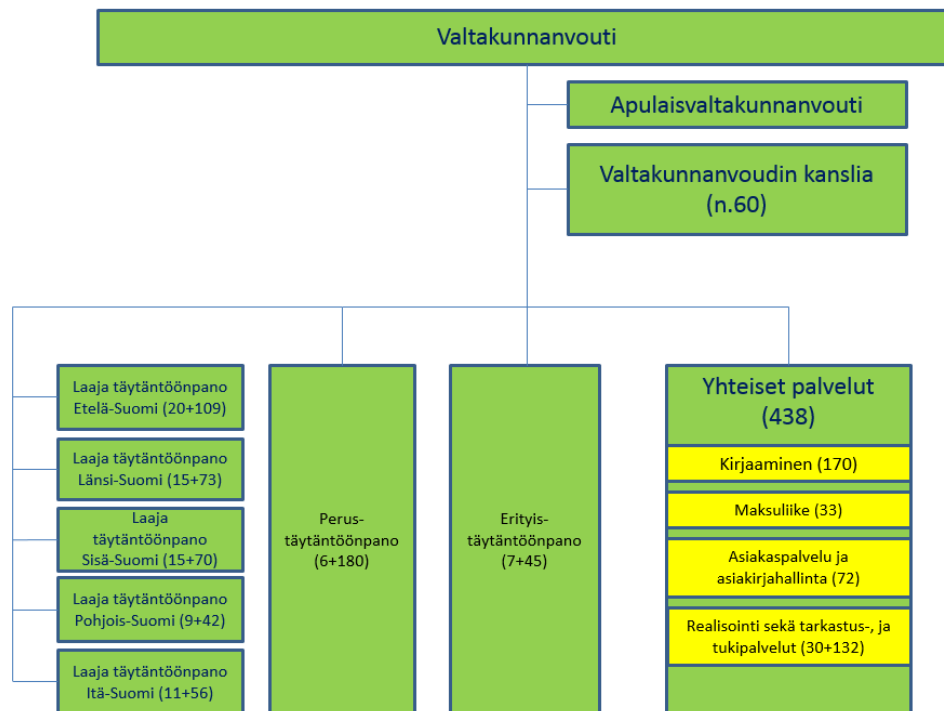 Valtakunnanvouti
Apulaisvaltakunnanvouti
Valtakunnanvoudin kanslia
(n.60)
Laaja täytäntöönpano
Etelä-Suomi (20+109)
Laaja täytäntöönpano
Länsi-Suomi (15+73)
Laaja
täytäntöönpano
Sisä-Suomi (15+70)
Laaja täytäntöönpano
Pohjois-Suomi (9+42)
Laaja täytäntöönpano
Itä-Suomi (11+56)
Perus-
täytäntöönpano
(6+180)
Erityis-
täytäntöönpano
(7+45)
Yhteiset palvelut
(438)
Kirjaaminen (170)
Maksuliike (33)
Asiakaspalvelu ja
asiakirjahallinta (72)
Realisointi sekä tarkastus-, ja
tukipalvelut (30+132)